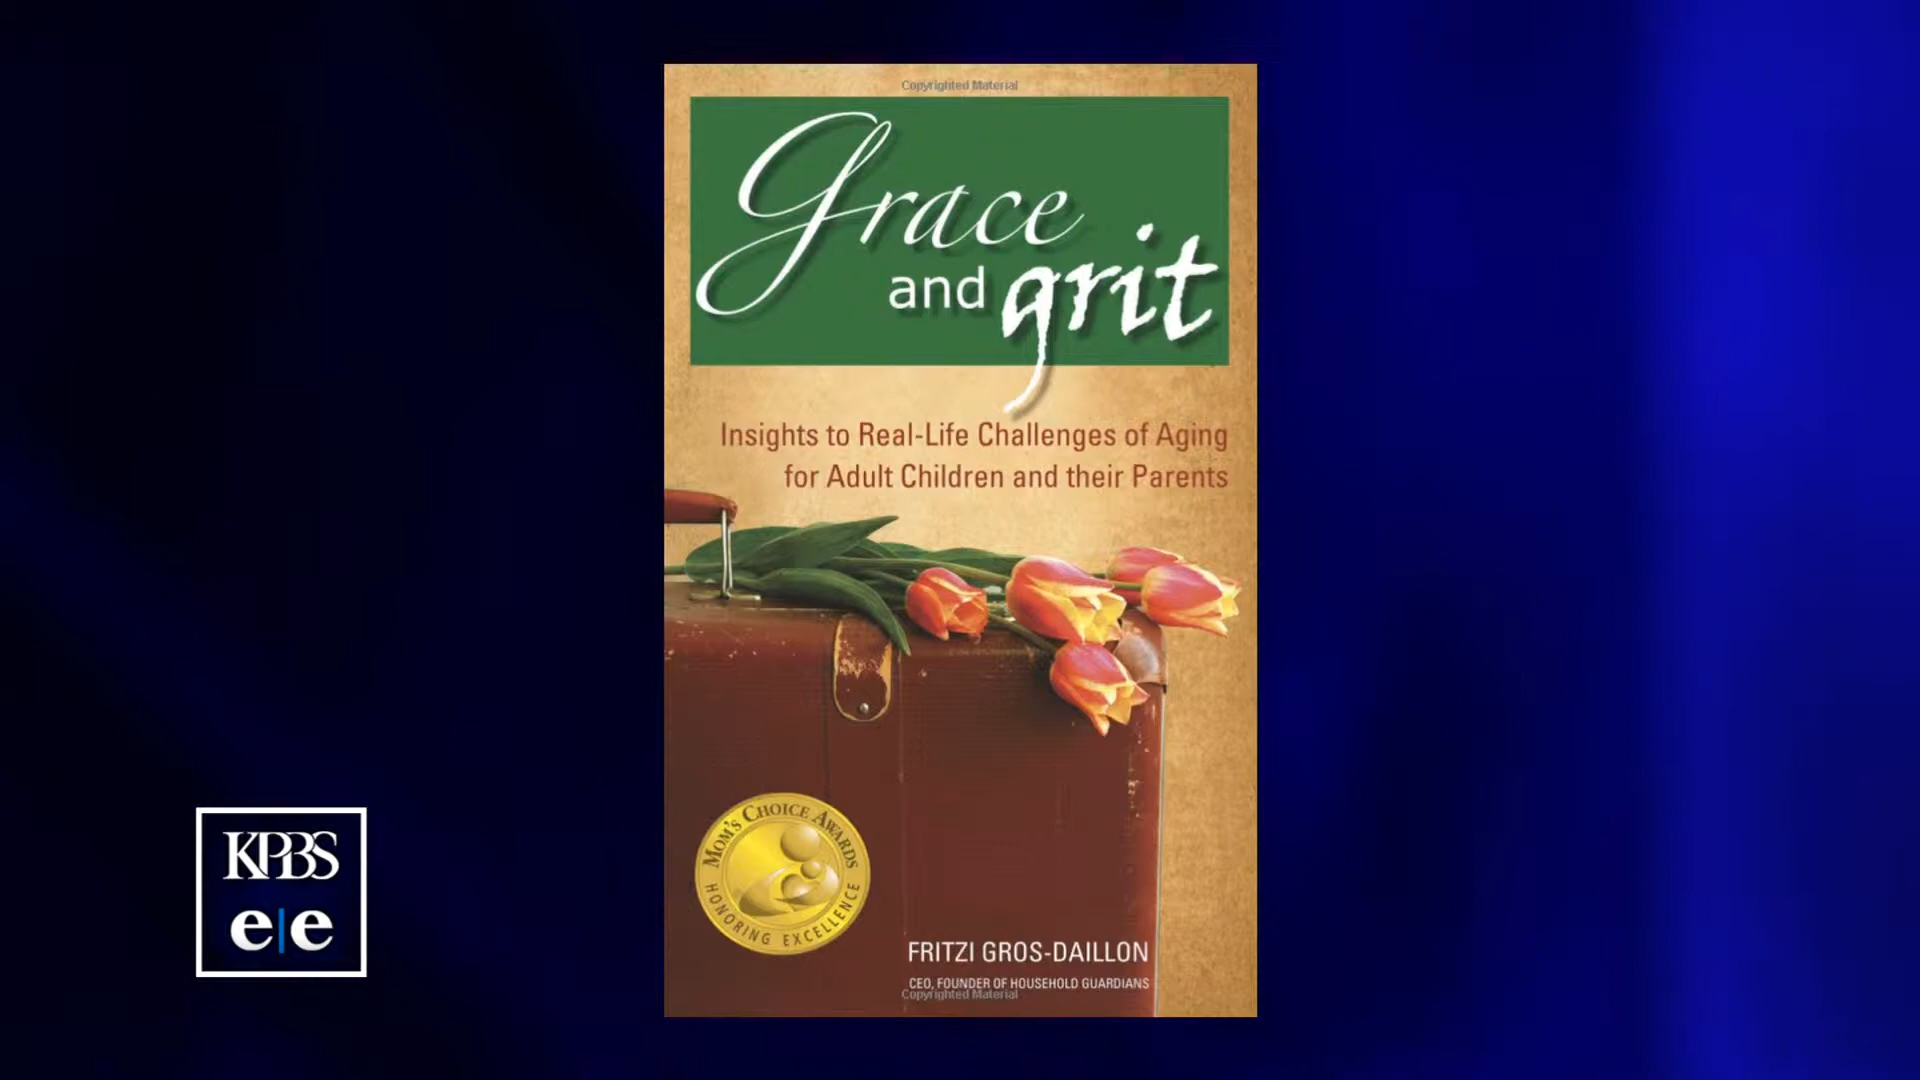 Copyrighted Material
Grace
and grit
Insights to Real-Life Challenges of Aging
for Adult Children and their Parents
MOM'S CHOICE AWARDS
HONORING EXCELLENCE
FRITZI GROS-DAILLON
CEO, FOUNDER OF HOUSEHOLD GUARDIANS
Copyrighted Material
KPBS
e|e